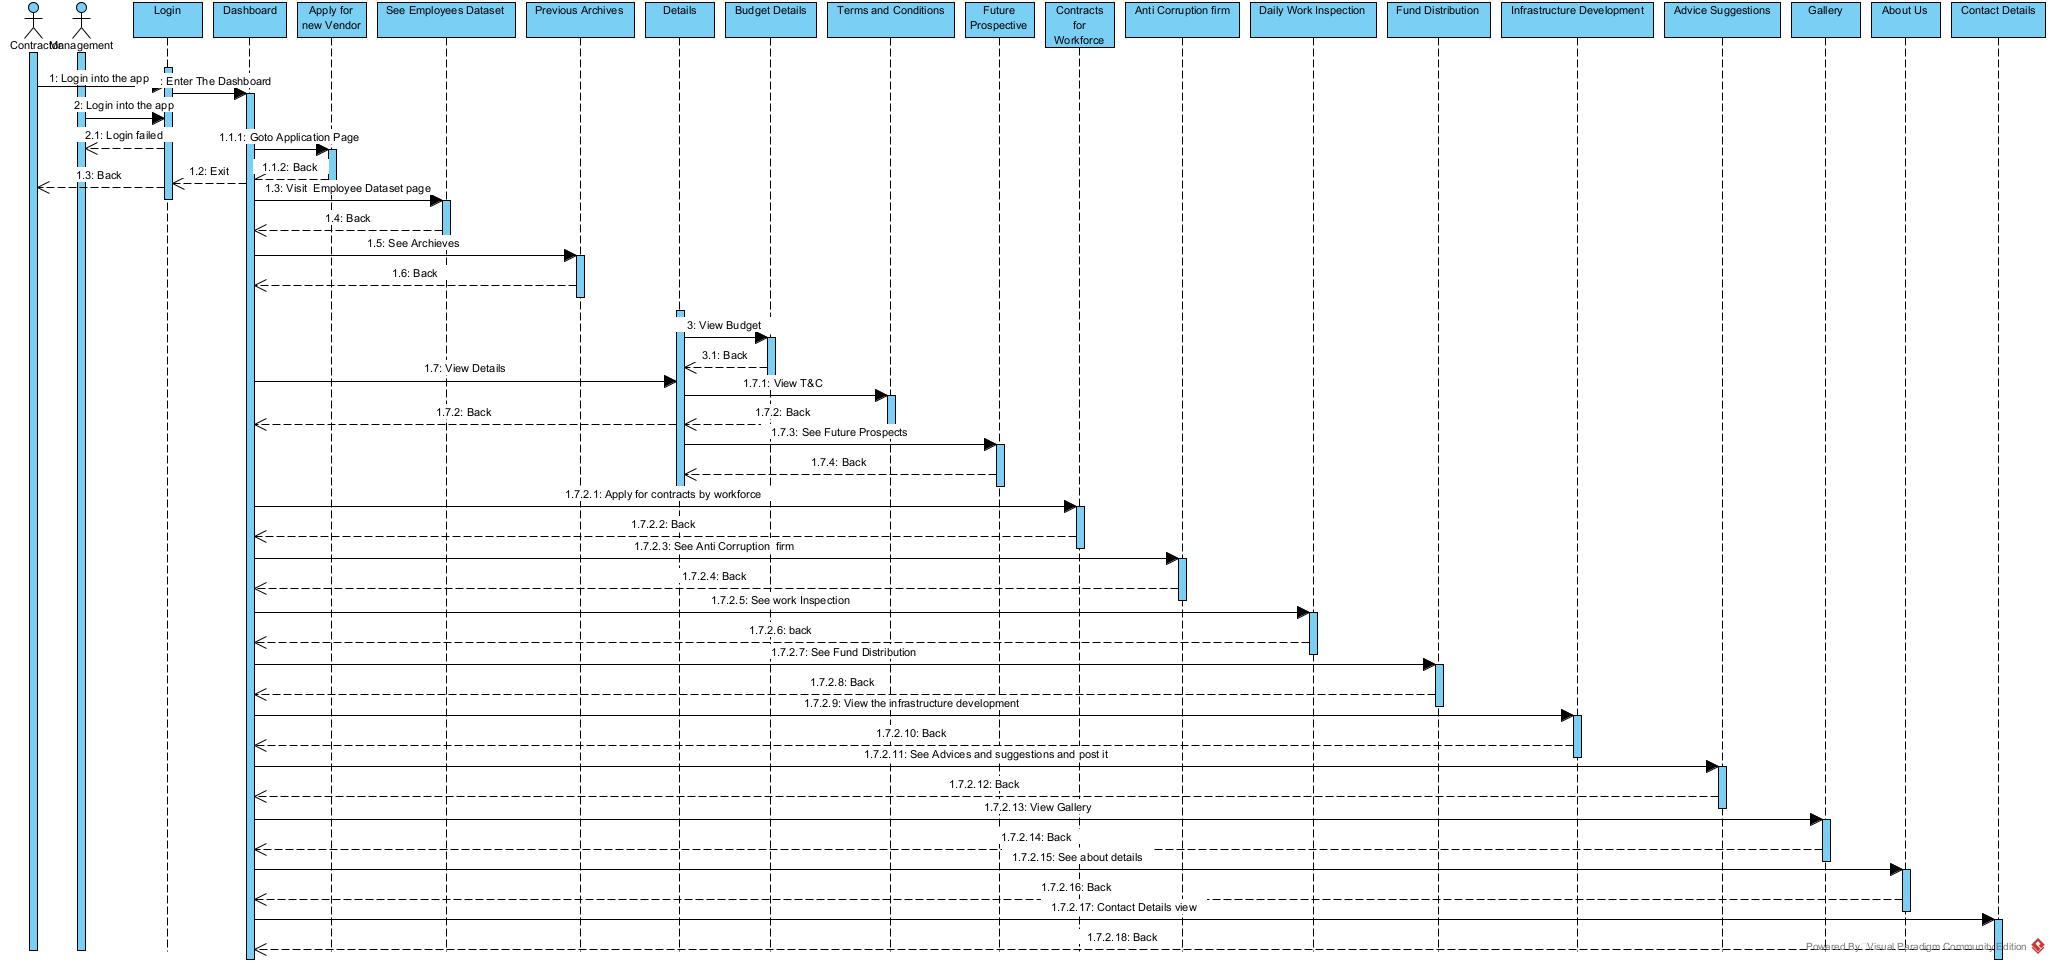 Login
Dashboard
Apply for
new Vendor
See Employees Dataset
Previous Archives
Details
Budget Details
Terms and Conditions
Future
Prospective
Contracts
for
Workforce
Anti Corruption firm
Daily Work Inspection
Fund Distribution
Infrastructure Development
Advice Suggestions
Gallery
About Us
Contact Details
Contractor
Management
1: Login into the app
: Enter The Dashboard
2: Login into the app
2.1: Login failed
1.1.1: Goto Application Page
1.1.2: Back
1.2: Exit
1.3: Back
1.3: Visit Employee Dataset page
1.4: Back
1.5: See Archieves
1.6: Back
3: View Budget
3.1: Back
1.7: View Details
1.7.1: View T&C
1.7.2: Back
1.7.2: Back
1.7.3: See Future Prospects
1.7.4: Back
1.7.2.1: Apply for contracts by workforce
1.7.2.2: Back
1.7.2.3: See Anti Corruption firm
1.7.2.4: Back
1.7.2.5: See work Inspection
1.7.2.6: back
1.7.2.7: See Fund Distribution
1.7.2.8: Back
1.7.2.9: View the infrastructure development
1.7.2.10: Back
1.7.2.11: See Advices and suggestions and post it
1.7.2.12: Back
1.7.2.13: View Gallery
1.7.2.14: Back
1.7.2.15: See about details
1.7.2.16: Back
1.7.2.17: Contact Details view
1.7.2.18: Back
Powered By: Visual Paradigm Community Edition